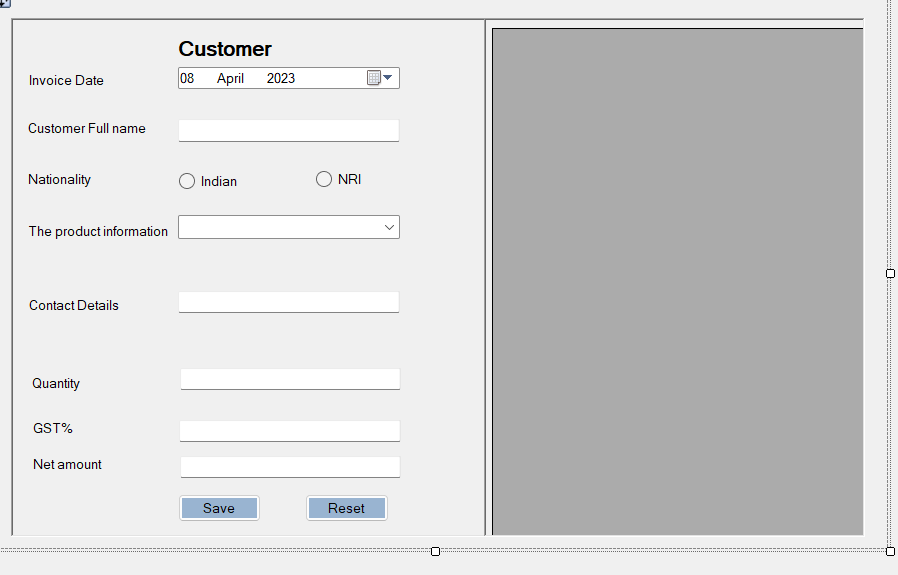 Customer
Invoice Date 08 April 2023
Customer Full name
Nationality Indian NRI
The product information
Contact Details
Quantity
GST%
Net amount
Save Reset